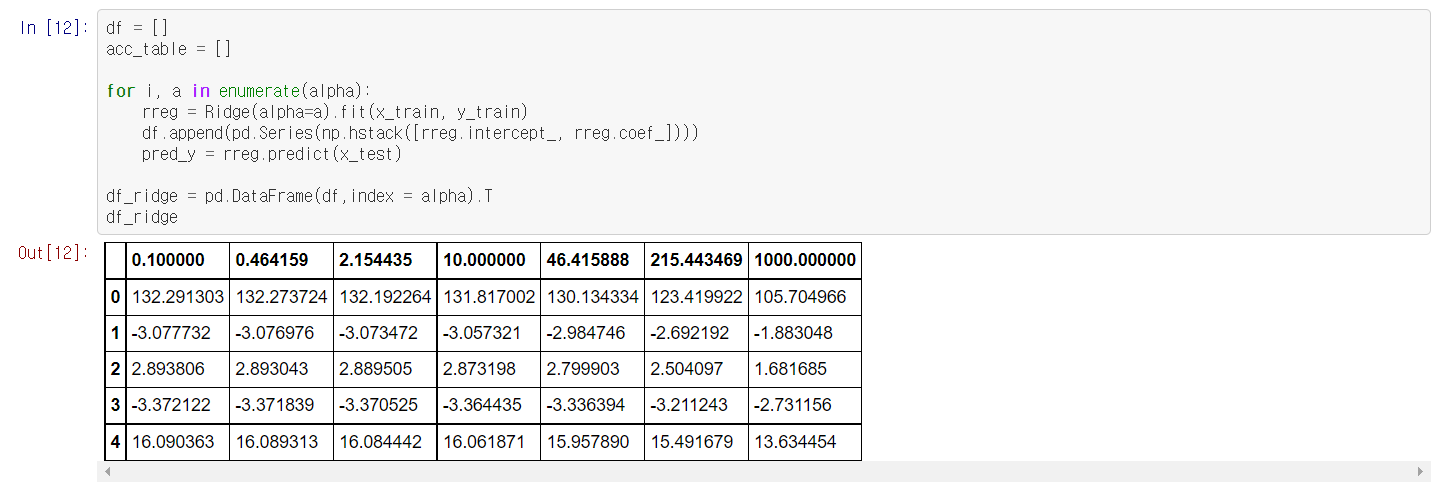 In [12]:
df = []
acc_table = []
for i, a in enumerate(alpha):
    rreg = Ridge(alpha=a).fit(x_train, y_train)
    df.append(pd.Series(np.hstack([rreg.intercept_, rreg.coef_])))
    pred_y = rreg.predict(x_test)
df_ridge = pd.DataFrame(df,index = alpha).T
df_ridge
Out[12]:
0.100000 0.464159 2.154435 10.000000 46.415888 215.443469 1000.000000
0 132.291303 132.273724 132.192264 131.817002 130.134334 123.419922 105.704966
1 -3.077732 -3.076976 -3.073472 -3.057321 -2.984746 -2.692192 -1.883048
2 2.893806 2.893043 2.889505 2.873198 2.799903 2.504097 1.681685
3 -3.372122 -3.371839 -3.370525 -3.364435 -3.336394 -3.211243 -2.731156
4 16.090363 16.089313 16.084442 16.061871 15.957890 15.491679 13.634454